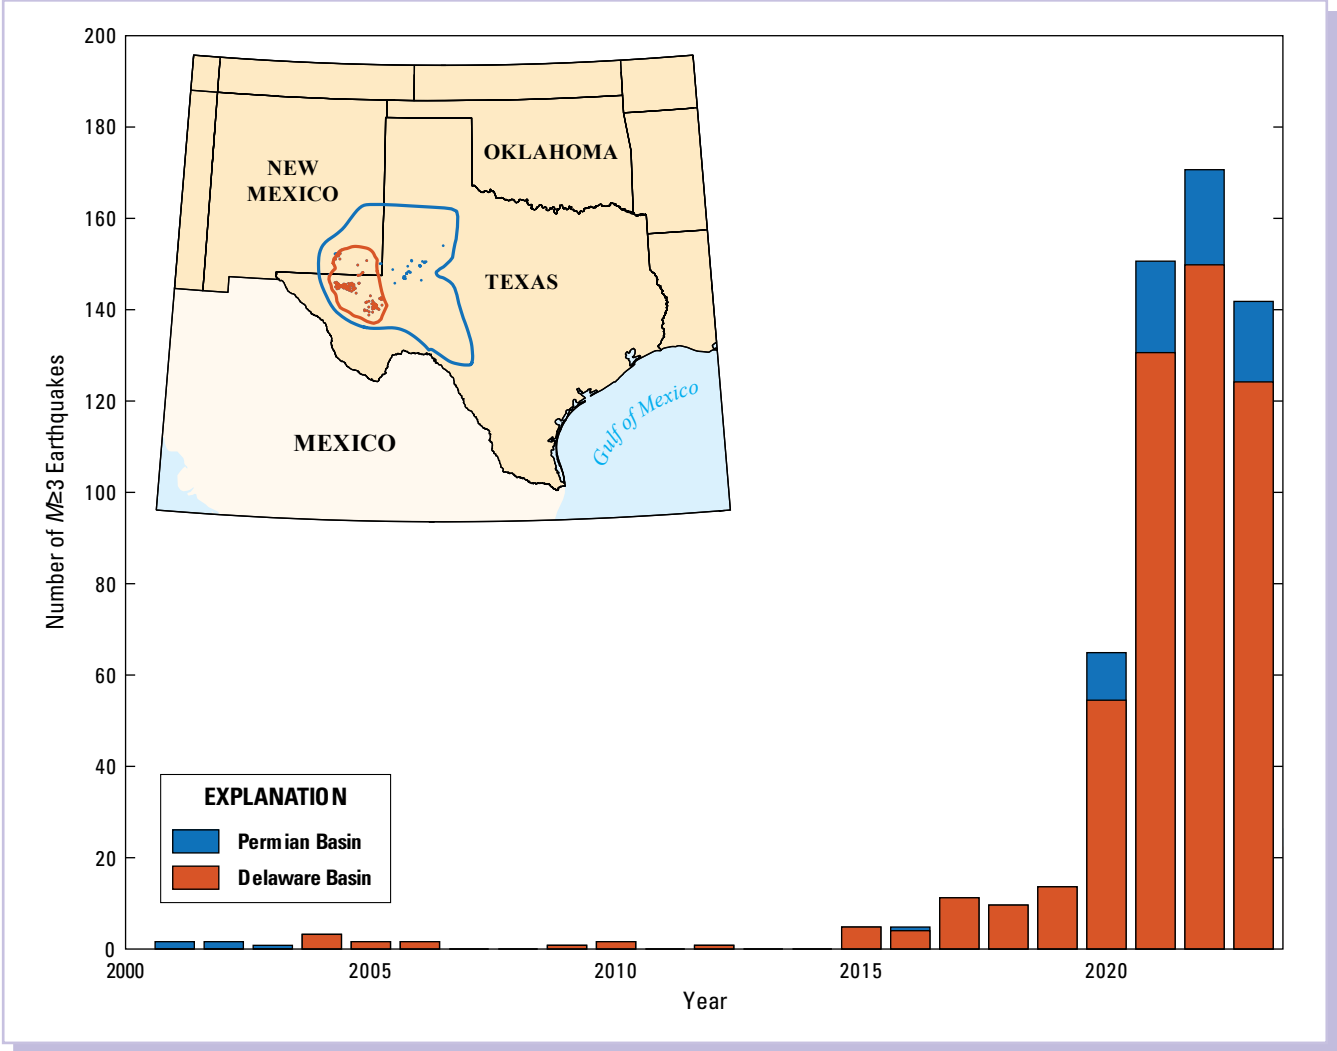 200
180
160
140
120
100
80
60
40
20
0
Number of M≥3 Earthquakes
NEW
MEXICO
OKLAHOMA
TEXAS
MEXICO
Gulf of Mexico
EXPLANATION
Permian Basin
Delaware Basin
2000
2005
2010
2015
2020
Year